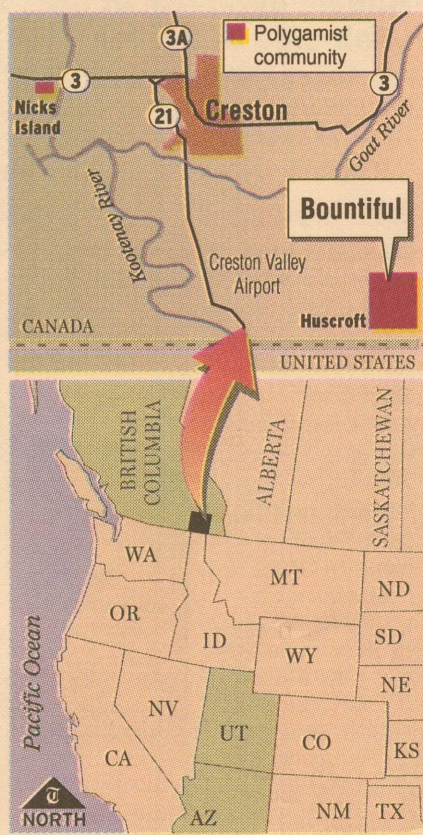 3A
Polygamist
community
3
3
Nicks
Island
Creston
21
Goat River
Bountiful
Kootenay River
Creston Valley
Airport
Huscroft
CANADA
UNITED STATES
BRITISH
COLUMBIA
ALBERTA
SASKATCHEWAN
WA
MT
ND
OR
ID
SD
WY
NE
Pacific Ocean
NV
UT
CO
KS
CA
T
NORTH
AZ
NM
TX